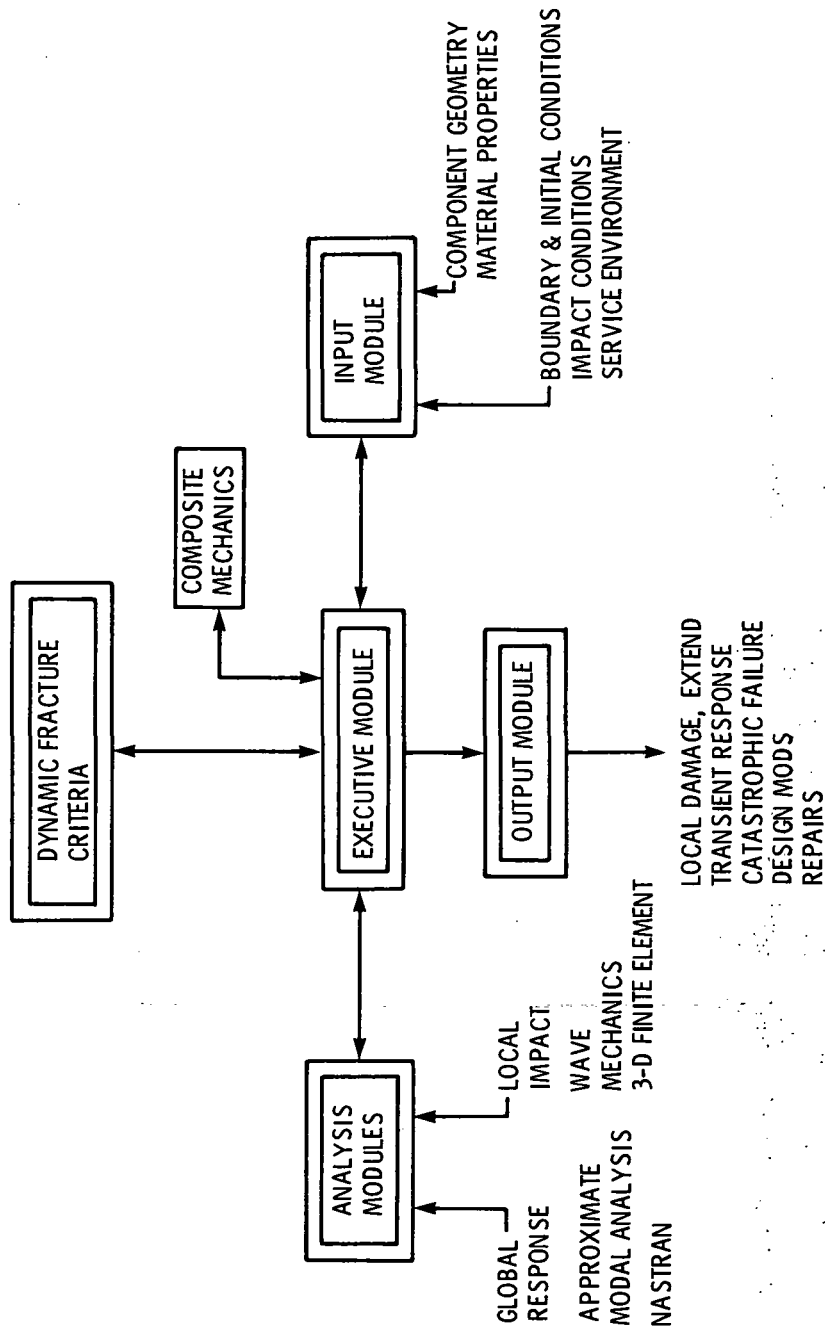 DYNAMIC FRACTURE
CRITERIA
COMPOSITE
MECHANICS
ANALYSIS
MODULES
EXECUTIVE MODULE
INPUT
MODULE
GLOBAL
RESPONSE
APPROXIMATE
MODAL ANALYSIS
NASTRAN
LOCAL
IMPACT
WAVE
MECHANICS
3-D FINITE ELEMENT
OUTPUT MODULE
COMPONENT GEOMETRY
MATERIAL PROPERTIES
BOUNDARY & INITIAL CONDITIONS
IMPACT CONDITIONS
SERVICE ENVIRONMENT
LOCAL DAMAGE, EXTEND
TRANSIENT RESPONSE
CATASTROPHIC FAILURE
DESIGN MODS
REPAIRS